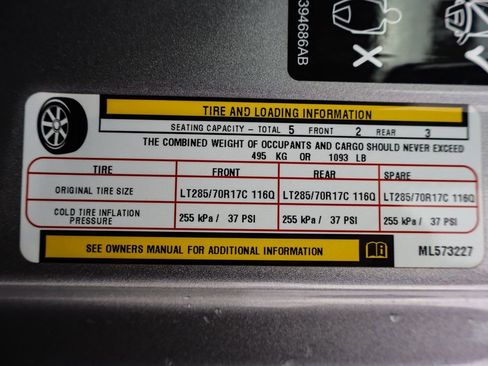 394686AB
TIRE AND LOADING INFORMATION
SEATING CAPACITY - TOTAL 5 FRONT 2 REAR 3
THE COMBINED WEIGHT OF OCCUPANTS AND CARGO SHOULD NEVER EXCEED
495 KG OR 1093 LB
TIRE FRONT REAR SPARE
ORIGINAL TIRE SIZE LT285/70R17C 116Q LT285/70R17C 116Q LT285/70R17C 116Q
COLD TIRE INFLATION PRESSURE 255 kPa / 37 PSI 255 kPa / 37 PSI 255 kPa / 37 PSI
SEE OWNERS MANUAL FOR ADDITIONAL INFORMATION
ML573227